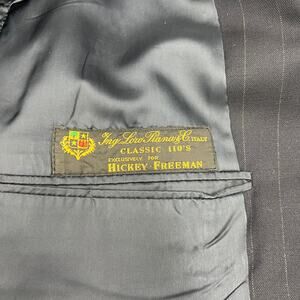 Ing. Loro Piana & C. ITALY
CLASSIC 110'S
EXCLUSIVELY FOR
HICKEY FREEMAN